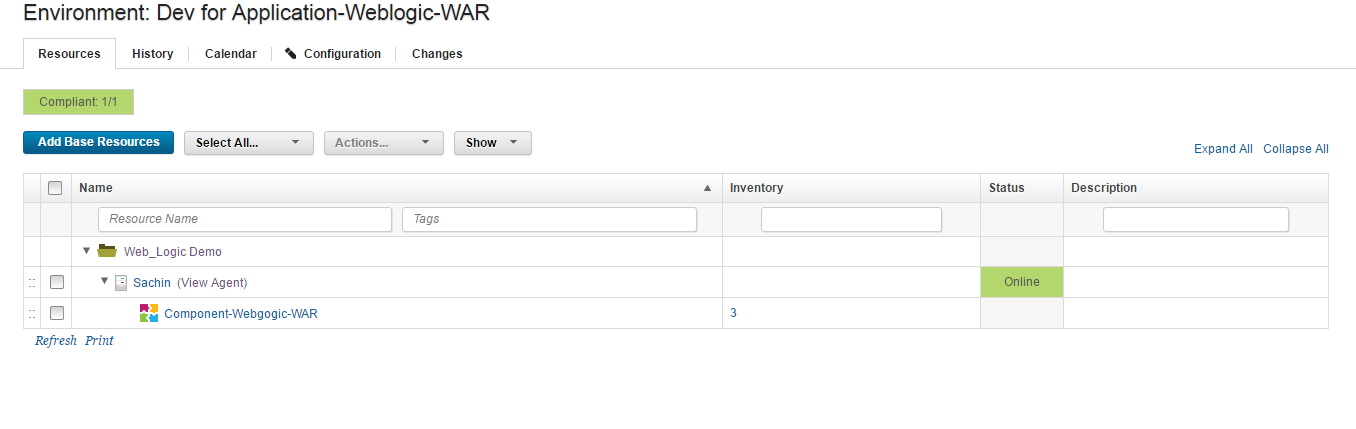 Environment: Dev for Application-Weblogic-WAR
Resources History Calendar Configuration Changes
Compliant: 1/1
Add Base Resources Select All... Actions... Show
Expand All Collapse All
Name Inventory Status Description
Resource Name Tags
Web_Logic Demo
:: Sachin (View Agent) Online
:: Component-Webgogic-WAR 3
Refresh Print